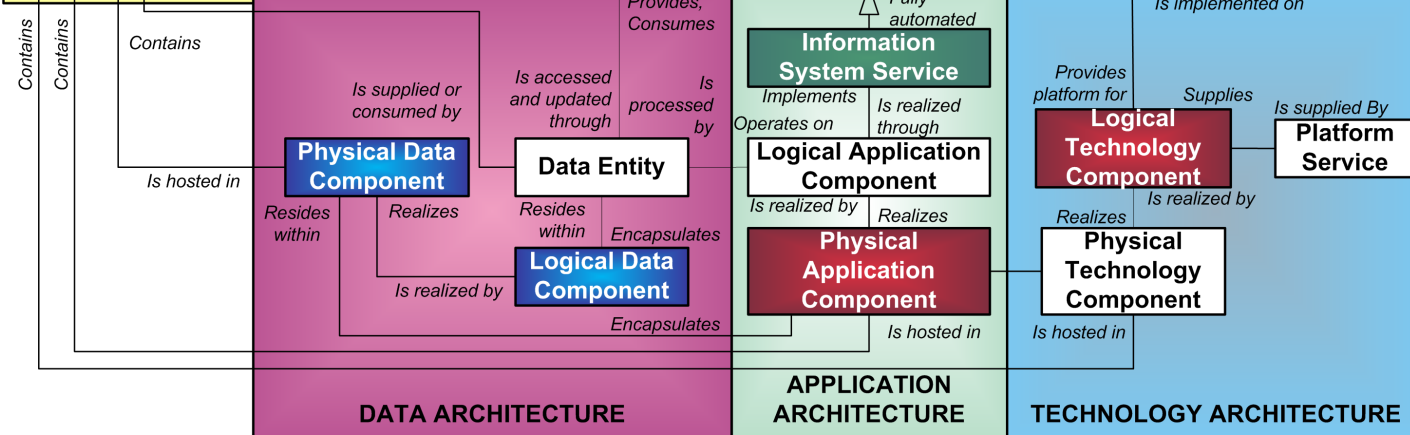 Provides,
Consumes
Fully
automated
Is implemented on
Contains
Contains
Contains
Information
System Service
Is accessed
and updated
through
Is
processed
by
Is supplied or
consumed by
Implements
Is realized
through
Operates on
Provides
platform for
Supplies
Is supplied By
Logical
Technology
Component
Platform
Service
Physical Data
Component
Data Entity
Logical Application
Component
Is hosted in
Resides
within
Realizes
Resides
within
Encapsulates
Is realized by
Realizes
Is realized by
Realizes
Logical Data
Component
Physical
Application
Component
Physical
Technology
Component
Is realized by
Encapsulates
Is hosted in
Is hosted in
DATA ARCHITECTURE
APPLICATION
ARCHITECTURE
TECHNOLOGY ARCHITECTURE